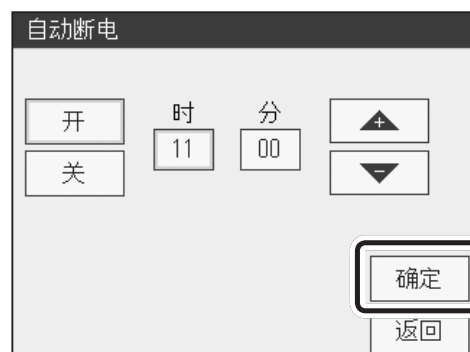 自动断电
开
关
时 分
11 00
+
-
确定
返回